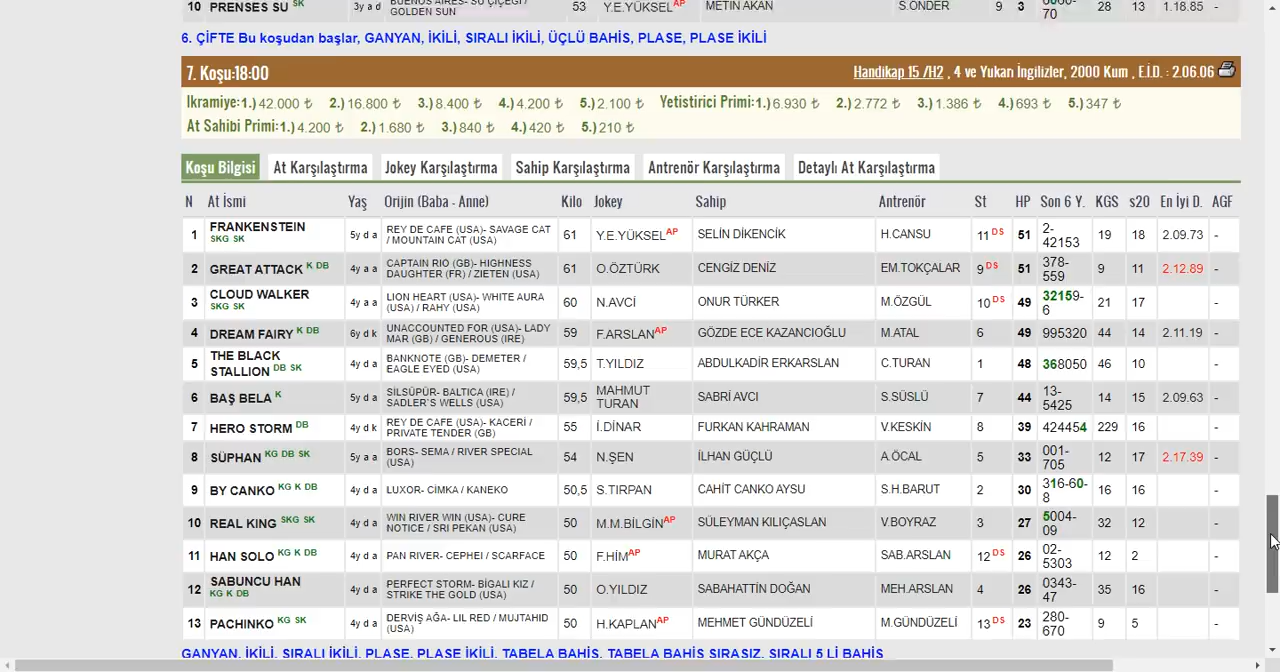 10 PRENSES SU SK 3y a d BUENOS AIRES- SU ÇİÇEĞİ / GOLDEN SUN 53 Y.E.YÜKSEL AP METİN AKAN S.ÖNDER 9 3 70 28 13 1.18.85 -
6. ÇİFTE Bu koşudan başlar, GANYAN, İKİLİ, SIRALI İKİLİ, ÜÇLÜ BAHİS, PLASE, PLASE İKİLİ
7. Koşu:18:00 Handikap 15 /H2 , 4 ve Yukarı İngilizler, 2000 Kum , E.İ.D. : 2.06.06
Ikramiye:1.) 42.000 ₺ 2.) 16.800 ₺ 3.) 8.400 ₺ 4.) 4.200 ₺ 5.) 2.100 ₺ Yetistirici Primi:1.) 6.930 ₺ 2.) 2.772 ₺ 3.) 1.386 ₺ 4.) 693 ₺ 5.) 347 ₺
At Sahibi Primi:1.) 4.200 ₺ 2.) 1.680 ₺ 3.) 840 ₺ 4.) 420 ₺ 5.) 210 ₺
Koşu Bilgisi At Karşılaştırma Jokey Karşılaştırma Sahip Karşılaştırma Antrenör Karşılaştırma Detaylı At Karşılaştırma
N At İsmi Yaş Orijin (Baba - Anne) Kilo Jokey Sahip Antrenör St HP Son 6 Y. KGS s20 En İyi D. AGF
1 FRANKENSTEIN SKG SK 5y d a REY DE CAFE (USA)- SAVAGE CAT / MOUNTAIN CAT (USA) 61 Y.E.YÜKSEL AP SELİN DİKENCİK H.CANSU 11 DS 51 2-42153 19 18 2.09.73 -
2 GREAT ATTACK K DB 4y a a CAPTAIN RIO (GB)- HIGHNESS DAUGHTER (FR) / ZIETEN (USA) 61 O.ÖZTÜRK CENGİZ DENİZ EM.TOKÇALAR 9 DS 51 378-559 9 11 2.12.89 -
3 CLOUD WALKER SKG SK 4y a a LION HEART (USA)- WHITE AURA (USA) / RAHY (USA) 60 N.AVCİ ONUR TÜRKER M.ÖZGÜL 10 DS 49 32159-6 21 17 -
4 DREAM FAIRY K DB 6y d k UNACCOUNTED FOR (USA)- LADY MAR (GB) / GENEROUS (IRE) 59 F.ARSLAN AP GÖZDE ECE KAZANCIOĞLU M.ATAL 6 49 995320 44 14 2.11.19 -
5 THE BLACK STALLION DB SK 4y d a BANKNOTE (GB)- DEMETER / EAGLE EYED (USA) 59,5 T.YILDIZ ABDULKADİR ERKARSLAN C.TURAN 1 48 368050 46 10 -
6 BAŞ BELA K 5y d a SİLSÜPÜR- BALTICA (IRE) / SADLER`S WELLS (USA) 59,5 MAHMUT TURAN SABRİ AVCI S.SÜSLÜ 7 44 13-5425 14 15 2.09.63 -
7 HERO STORM DB 4y d k REY DE CAFE (USA)- KACERİ / PRIVATE TENDER (GB) 55 İ.DİNAR FURKAN KAHRAMAN V.KESKİN 8 39 424454 229 16 -
8 SÜPHAN KG DB SK 5y a a BORS- SEMA / RIVER SPECIAL (USA) 54 N.ŞEN İLHAN GÜÇLÜ A.ÖCAL 5 33 001-705 12 17 2.17.39 -
9 BY CANKO KG K DB 4y d a LUXOR- CİMKA / KANEKO 50,5 S.TIRPAN CAHİT CANKO AYSU S.H.BARUT 2 30 316-60-8 16 16 -
10 REAL KING SKG SK 4y d a WIN RIVER WIN (USA)- CURE NOTICE / SRI PEKAN (USA) 50 M.M.BİLGİN AP SÜLEYMAN KILIÇASLAN V.BOYRAZ 3 27 5004-09 32 12 -
11 HAN SOLO KG K DB 4y d a PAN RIVER- CEPHEI / SCARFACE 50 F.HİM AP MURAT AKÇA SAB.ARSLAN 12 DS 26 02-5303 12 2 -
12 SABUNCU HAN KG K DB 4y d a PERFECT STORM- BİGALI KIZ / STRIKE THE GOLD (USA) 50 O.YILDIZ SABAHATTİN DOĞAN MEH.ARSLAN 4 26 0343-47 35 16 -
13 PACHINKO KG SK 4y d a DERVİŞ AĞA- LIL RED / MUJTAHID (USA) 50 H.KAPLAN AP MEHMET GÜNDÜZELİ M.GÜNDÜZELİ 13 DS 23 280-670 9 5 -
GANYAN, İKİLİ, SIRALI İKİLİ, PLASE, PLASE İKİLİ, TABELA BAHİS, TABELA BAHİS SIRASIZ, SIRALI 5 Lİ BAHİS